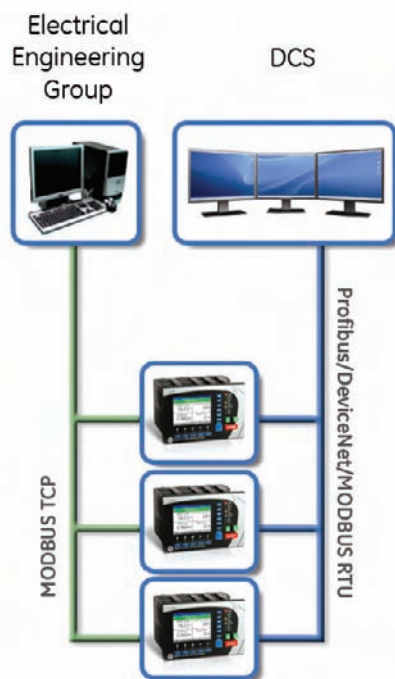 Electrical
Engineering
Group
DCS
MODBUS TCP
Profibus/DeviceNet/MODBUS RTU